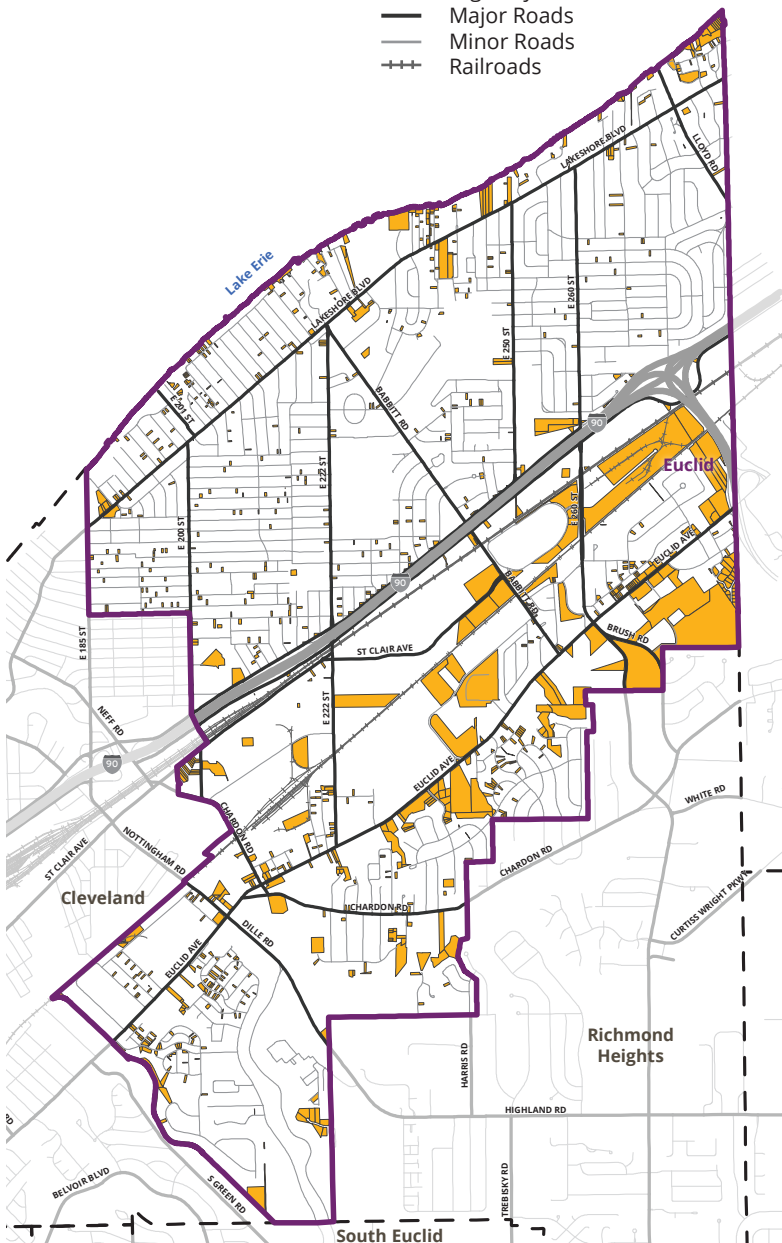 Major Roads
Minor Roads
Railroads
LAKESHORE BLVD
LLOYD RD
Lake Erie
E 260 ST
LAKESHORE BLVD
E 250 ST
BABBITT RD
E 201 ST
90
Euclid
E 222 ST
E 260 ST
E 200 ST
EUCLID AVE
90
BABBITT RD
BRUSH RD
E 185 ST
ST CLAIR AVE
E 222 ST
NEFF RD
90
EUCLID AVE
WHITE RD
CHARDON RD
ST CLAIR AVE
NOTTINGHAM RD
CHARDON RD
Cleveland
CURTISS WRIGHT PKWY
CHARDON RD
DILLE RD
EUCLID AVE
Richmond
Heights
HARRIS RD
HIGHLAND RD
RD
BELVOIR BLVD
S GREEN RD
TREBISKY RD
South Euclid